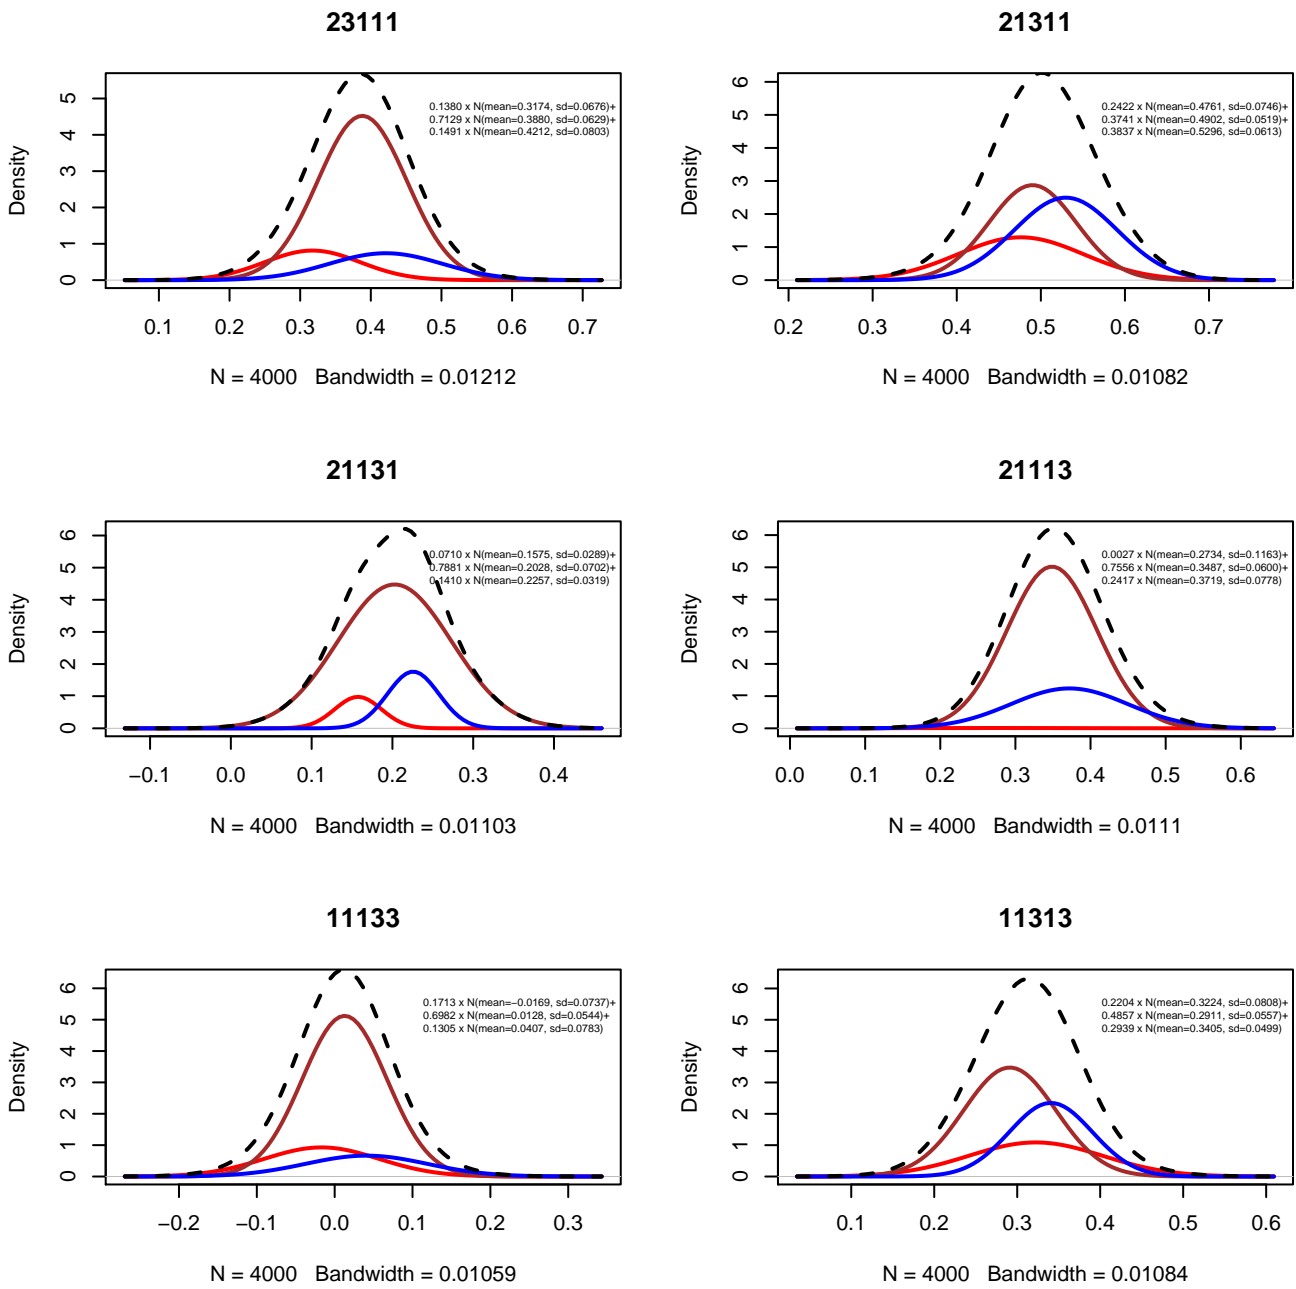 23111
Density
0
1
2
3
4
5
0.1380 x N(mean=0.3174, sd=0.0676)+
0.7129 x N(mean=0.3880, sd=0.0629)+
0.1491 x N(mean=0.4212, sd=0.0803)
0.1 0.2 0.3 0.4 0.5 0.6 0.7
N = 4000 Bandwidth = 0.01212
21311
Density
0
1
2
3
4
5
6
0.2422 x N(mean=0.4761, sd=0.0746)+
0.3741 x N(mean=0.4902, sd=0.0519)+
0.3837 x N(mean=0.5296, sd=0.0613)
0.2 0.3 0.4 0.5 0.6 0.7
N = 4000 Bandwidth = 0.01082
21131
Density
0
1
2
3
4
5
6
0.0710 x N(mean=0.1575, sd=0.0289)+
0.7881 x N(mean=0.2028, sd=0.0702)+
0.1410 x N(mean=0.2257, sd=0.0319)
−0.1 0.0 0.1 0.2 0.3 0.4
N = 4000 Bandwidth = 0.01103
21113
Density
0
1
2
3
4
5
6
0.0027 x N(mean=0.2734, sd=0.1163)+
0.7556 x N(mean=0.3487, sd=0.0600)+
0.2417 x N(mean=0.3719, sd=0.0778)
0.0 0.1 0.2 0.3 0.4 0.5 0.6
N = 4000 Bandwidth = 0.0111
11133
Density
0
1
2
3
4
5
6
0.1713 x N(mean=−0.0169, sd=0.0737)+
0.6982 x N(mean=0.0128, sd=0.0544)+
0.1305 x N(mean=0.0407, sd=0.0783)
−0.2 −0.1 0.0 0.1 0.2 0.3
N = 4000 Bandwidth = 0.01059
11313
Density
0
1
2
3
4
5
6
0.2204 x N(mean=0.3224, sd=0.0808)+
0.4857 x N(mean=0.2911, sd=0.0557)+
0.2939 x N(mean=0.3405, sd=0.0499)
0.1 0.2 0.3 0.4 0.5 0.6
N = 4000 Bandwidth = 0.01084